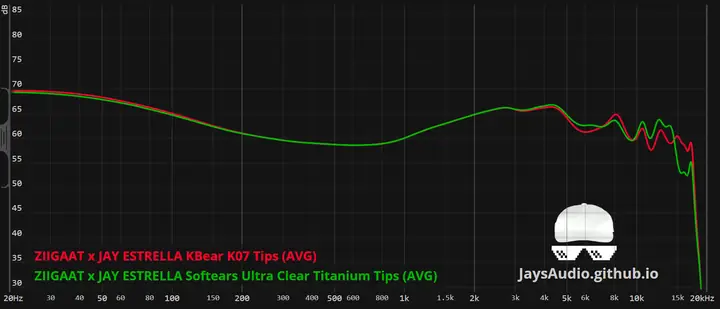 dB
85
80
75
70
65
60
55
50
45
40
35
30
ZIIGAAT x JAY ESTRELLA KBear K07 Tips (AVG)
ZIIGAAT x JAY ESTRELLA Softears Ultra Clear Titanium Tips (AVG)
JaysAudio.github.io
20Hz 30 40 50 60 80 100 150 200 300 400 500 600 800 1k 1.5k 2k 3k 4k 5k 6k 8k 10k 15k 20kHz